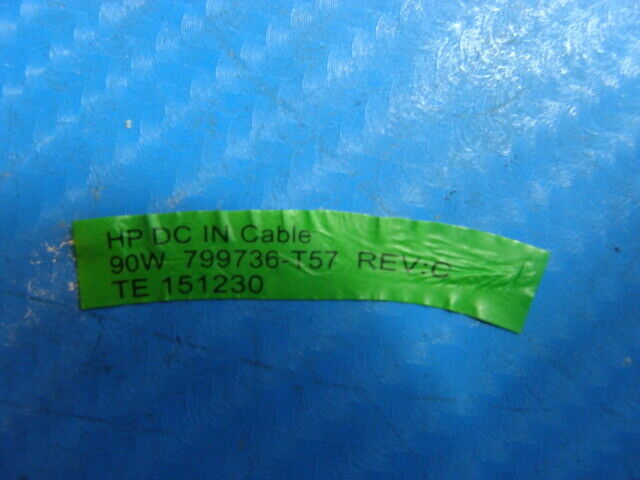 HP DC IN Cable
90W 799736-T57 REV:C
TE 151230